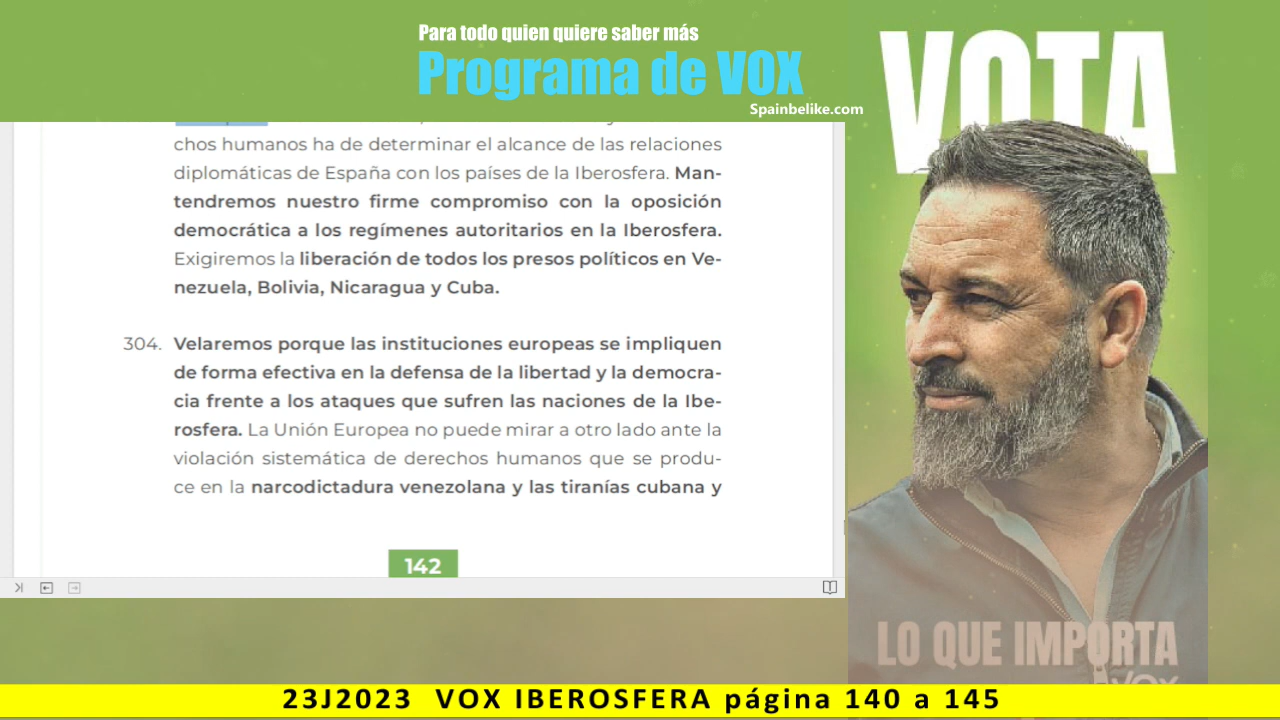 Para todo quien quiere saber más
Programa de VOX
Spainbelike.com
VOTA
chos humanos ha de determinar el alcance de las relaciones
diplomáticas de España con los países de la Iberosfera. Man-
tendremos nuestro firme compromiso con la oposición
democrática a los regímenes autoritarios en la Iberosfera.
Exigiremos la liberación de todos los presos políticos en Ve-
nezuela, Bolivia, Nicaragua y Cuba.
304. Velaremos porque las instituciones europeas se impliquen
de forma efectiva en la defensa de la libertad y la democra-
cia frente a los ataques que sufren las naciones de la Ibe-
rosfera. La Unión Europea no puede mirar a otro lado ante la
violación sistemática de derechos humanos que se produ-
ce en la narcodictadura venezolana y las tiranías cubana y
142
LO QUE IMPORTA
VOX
23J2023 VOX IBEROSFERA página 140 a 145